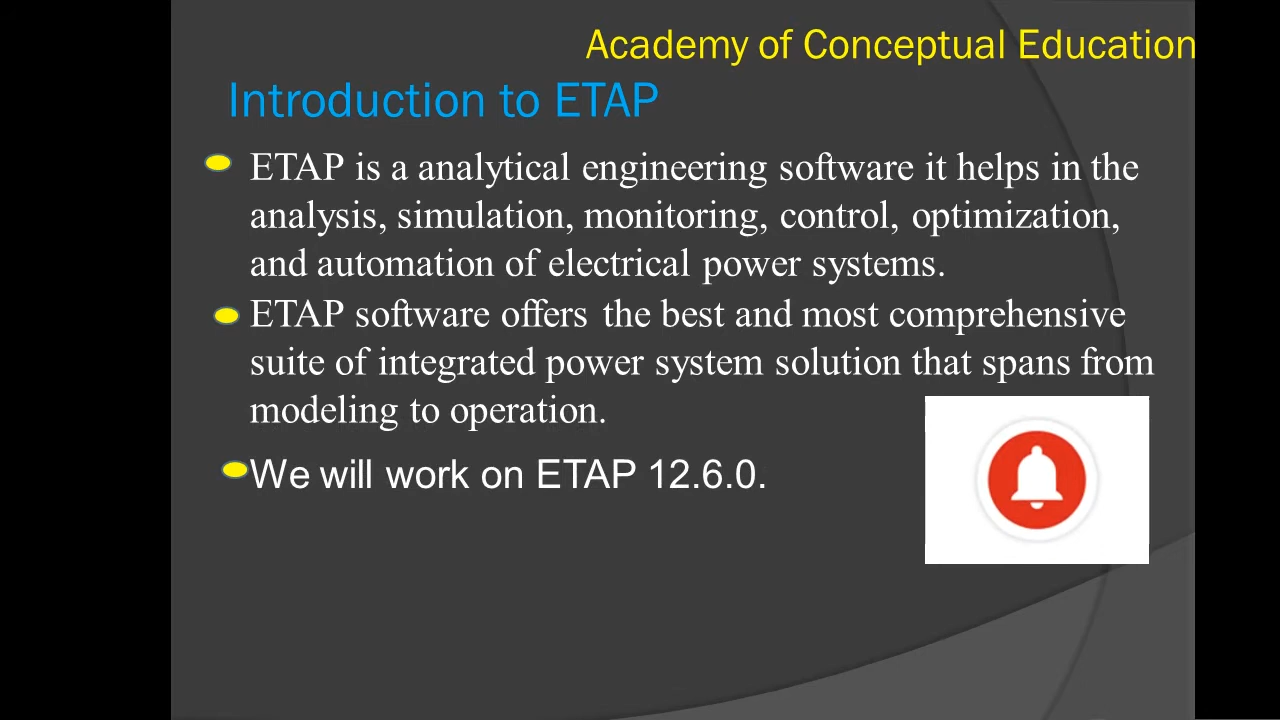 Academy of Conceptual Education
Introduction to ETAP
ETAP is a analytical engineering software it helps in the
analysis, simulation, monitoring, control, optimization,
and automation of electrical power systems.
ETAP software offers the best and most comprehensive
suite of integrated power system solution that spans from
modeling to operation.
We will work on ETAP 12.6.0.